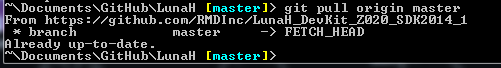 ~\Documents\GitHub\LunaH [master]> git pull origin master
From https://github.com/RMDInc/LunaH_DevKit_Z020_SDK2014_1
 * branch            master     -> FETCH_HEAD
Already up-to-date.
~\Documents\GitHub\LunaH [master]>